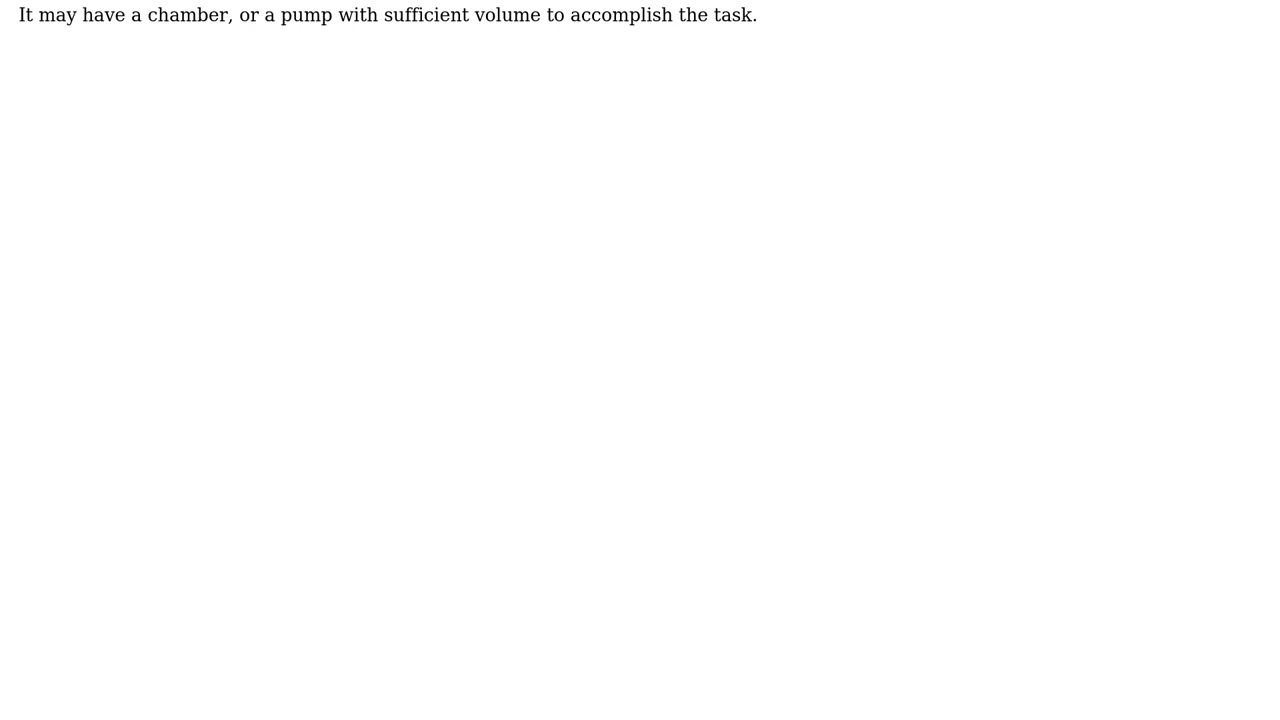 It may have a chamber, or a pump with sufficient volume to accomplish the task.